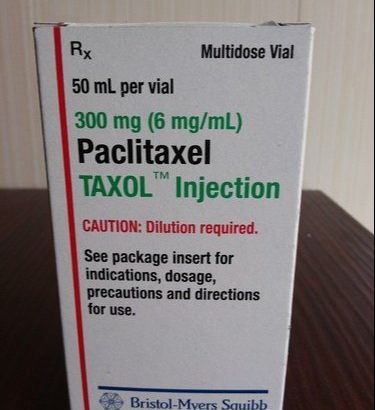 Rx Multidose Vial
50 mL per vial
300 mg (6 mg/mL)
Paclitaxel
TAXOL™ Injection
CAUTION: Dilution required.
See package insert for
indications, dosage,
precautions and directions
for use.
Bristol-Myers Squibb